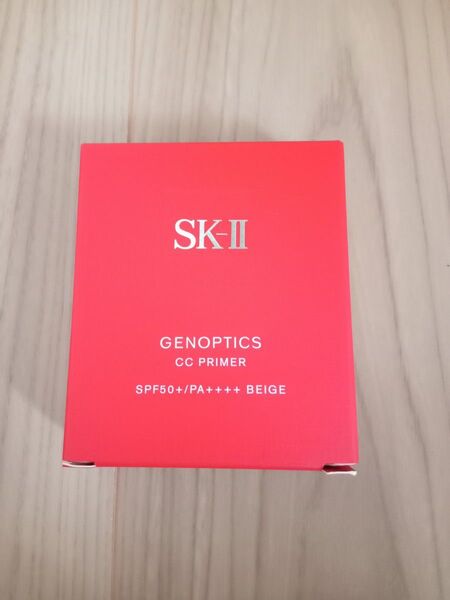 SK-II
GENOPTICS
CC PRIMER
SPF50+/PA++++ BEIGE